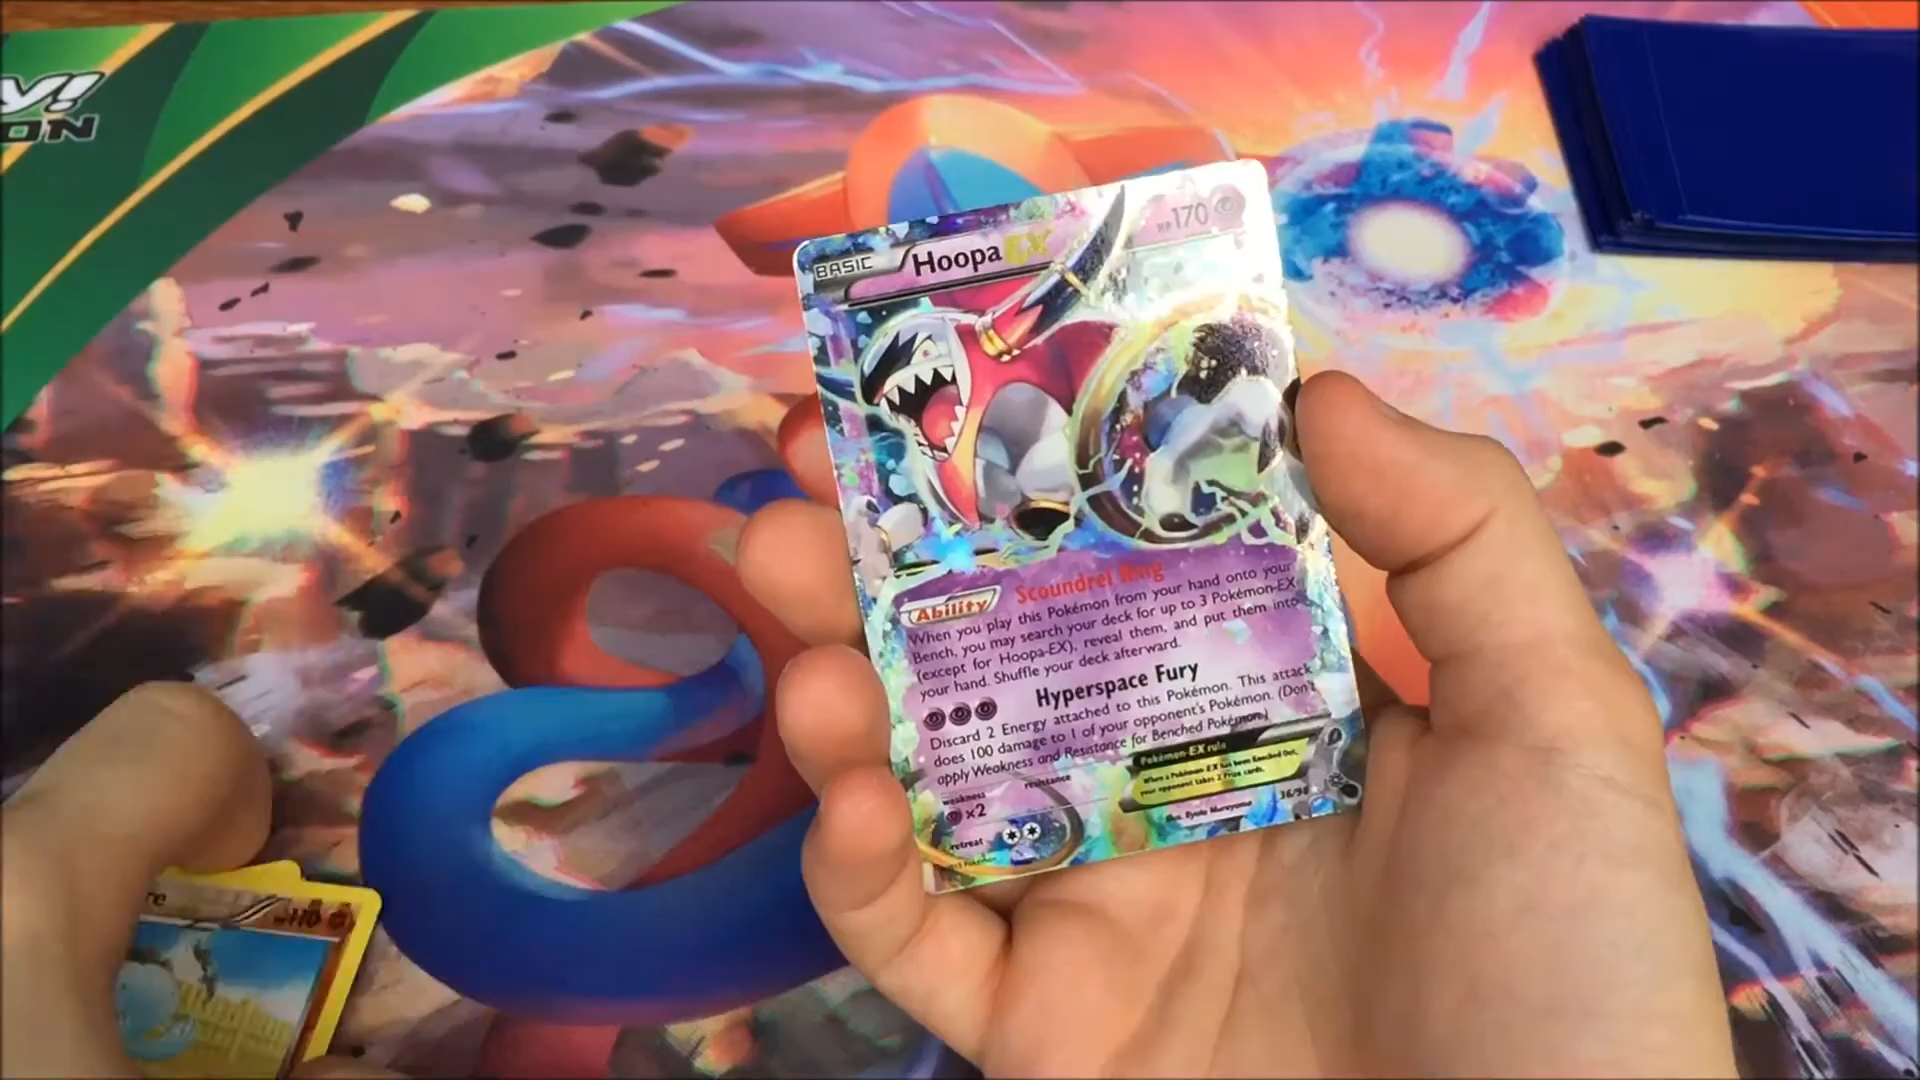 Y!
ON
BASIC
Hoopa EX
HP 170
Ability
Scoundrel Ring
When you play this Pokémon from your hand onto your
Bench, you may search your deck for up to 3 Pokémon-EX
(except for Hoopa-EX), reveal them, and put them into
your hand. Shuffle your deck afterward.
Hyperspace Fury
Discard 2 Energy attached to this Pokémon. This attack
does 100 damage to 1 of your opponent's Pokémon. (Don't
apply Weakness and Resistance for Benched Pokémon.)
Pokémon-EX rule
When a Pokémon-EX has been Knocked Out,
your opponent takes 2 Prize cards.
weakness
resistance
x2
retreat
Illus. Ryota Murayama
36/98
re
110